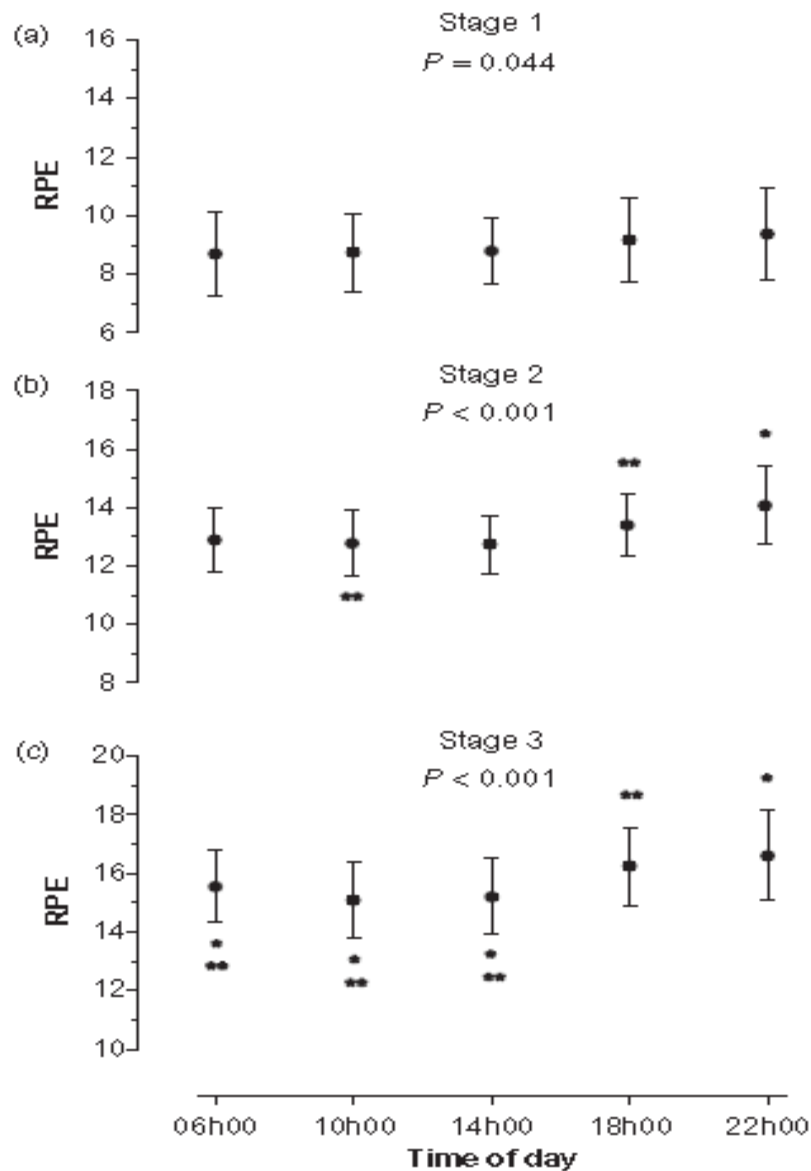 (a)
Stage 1
P = 0.044
16
14
12
10
8
6
RPE
(b)
Stage 2
P < 0.001
18
16
14
12
10
8
RPE
* **
**
(c)
Stage 3
P < 0.001
20
18
16
14
12
10
RPE
** *
* * *
** ** **
06h00 10h00 14h00 18h00 22h00
Time of day